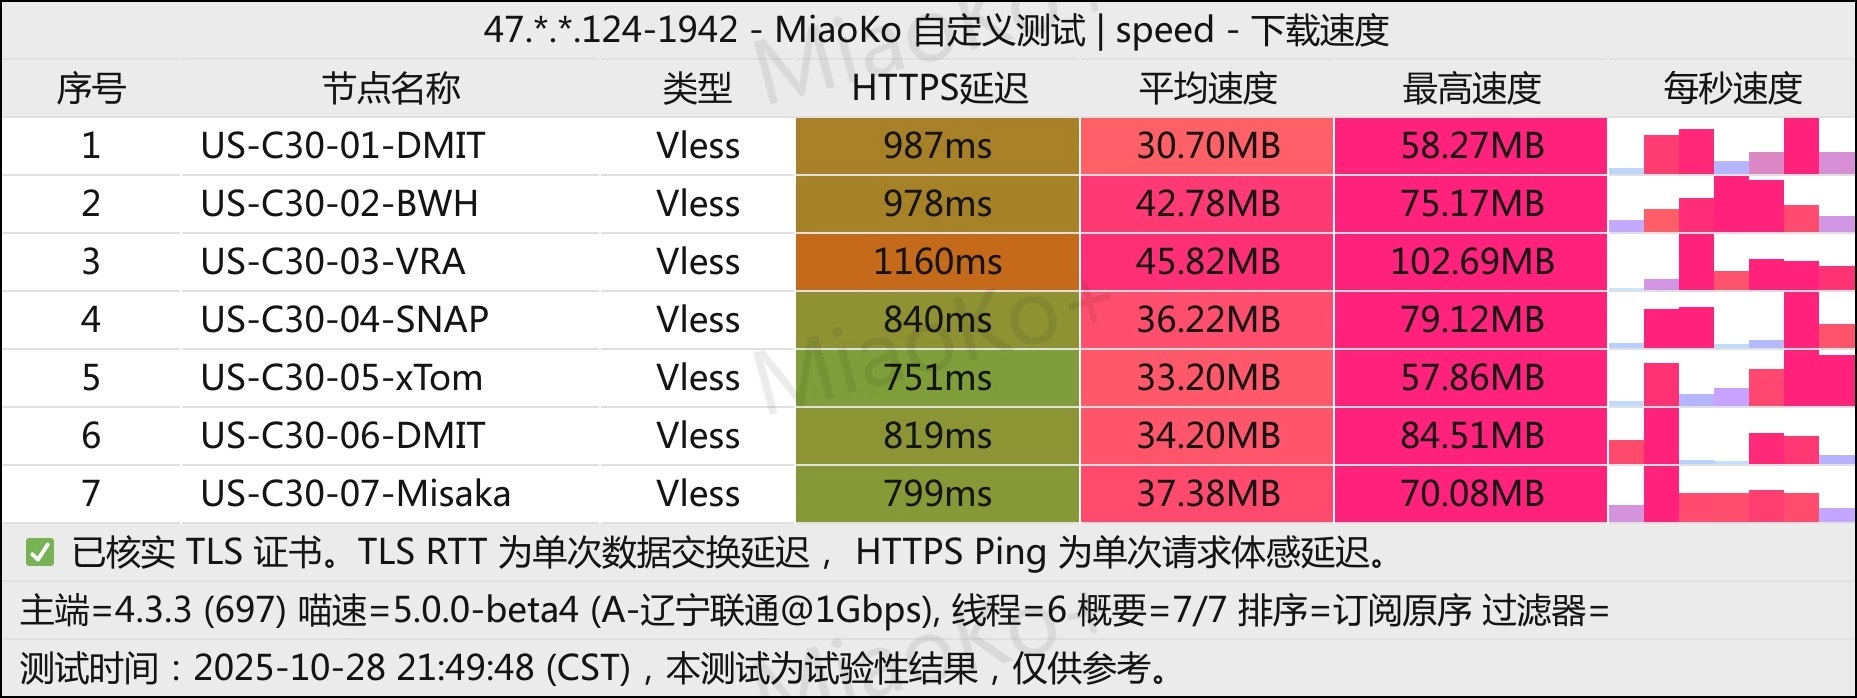 47.*.*.124-1942 - MiaoKo 自定义测试 | speed - 下载速度
序号 节点名称 类型 HTTPS延迟 平均速度 最高速度 每秒速度
1 US-C30-01-DMIT Vless 987ms 30.70MB 58.27MB
2 US-C30-02-BWH Vless 978ms 42.78MB 75.17MB
3 US-C30-03-VRA Vless 1160ms 45.82MB 102.69MB
4 US-C30-04-SNAP Vless 840ms 36.22MB 79.12MB
5 US-C30-05-xTom Vless 751ms 33.20MB 57.86MB
6 US-C30-06-DMIT Vless 819ms 34.20MB 84.51MB
7 US-C30-07-Misaka Vless 799ms 37.38MB 70.08MB
✅ 已核实 TLS 证书。TLS RTT 为单次数据交换延迟，HTTPS Ping 为单次请求体感延迟。
主端=4.3.3 (697) 喵速=5.0.0-beta4 (A-辽宁联通@1Gbps), 线程=6 概要=7/7 排序=订阅原序 过滤器=
测试时间：2025-10-28 21:49:48 (CST)，本测试为试验性结果，仅供参考。
MiaoKo+
MiaoKo+
MiaoKo+